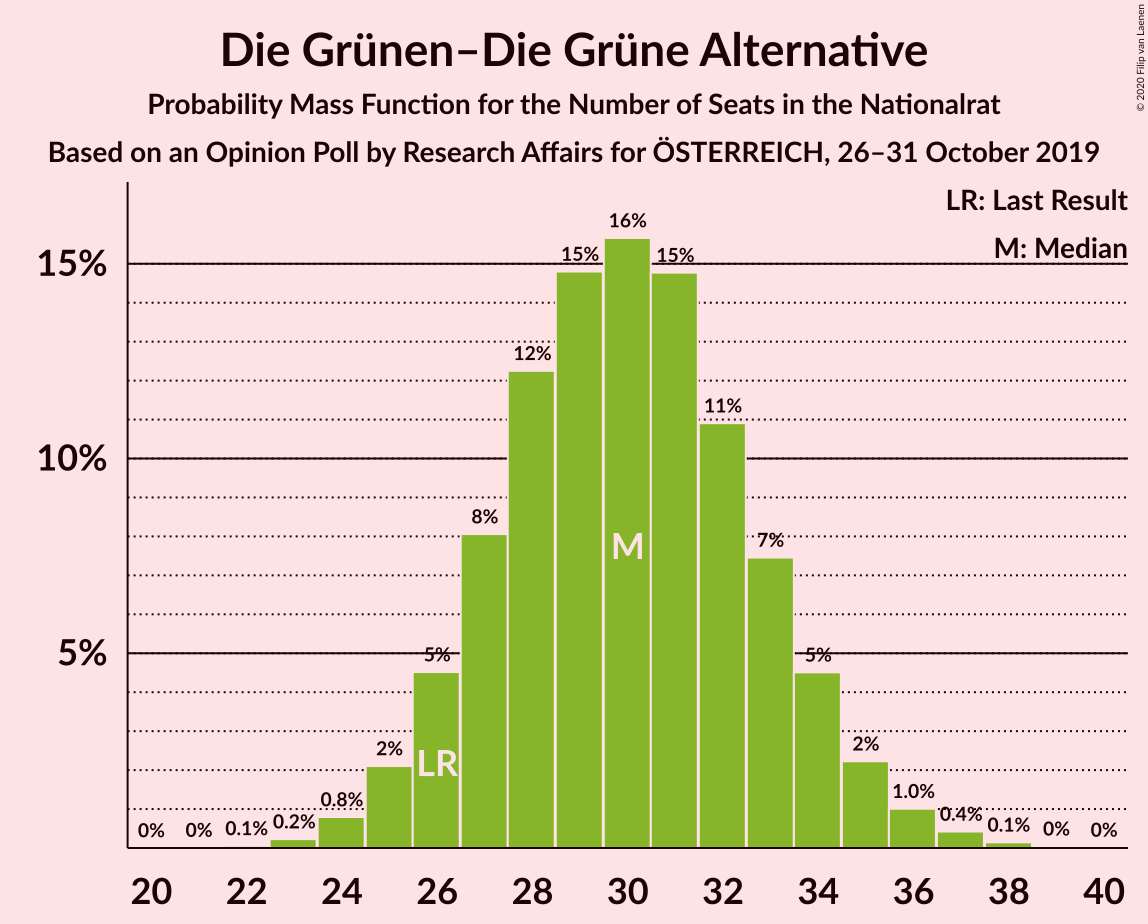 Die Grünen–Die Grüne Alternative
Probability Mass Function for the Number of Seats in the Nationalrat
Based on an Opinion Poll by Research Affairs for ÖSTERREICH, 26–31 October 2019
© 2020 Filip van Laenen
LR: Last Result
M: Median
15%
10%
5%
0% 0% 0.1% 0.2% 0.8% 2% 5% 8% 12% 15% 16% 15% 11% 7% 5% 2% 1.0% 0.4% 0.1% 0% 0%
LR
M
20 22 24 26 28 30 32 34 36 38 40